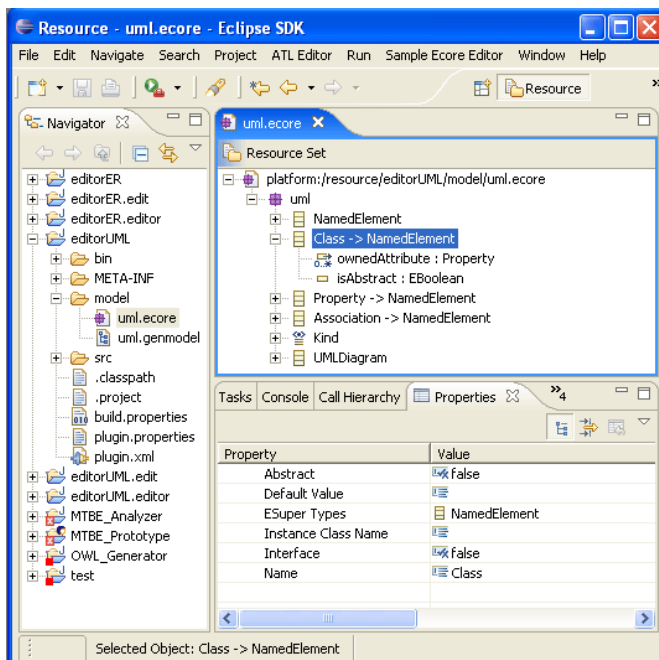 Resource - uml.ecore - Eclipse SDK
File Edit Navigate Search Project ATL Editor Run Sample Ecore Editor Window Help
Resource
»
Navigator
editorER
editorER.edit
editorER.editor
editorUML
bin
META-INF
model
uml.ecore
uml.genmodel
src
.classpath
.project
build.properties
plugin.properties
plugin.xml
editorUML.edit
editorUML.editor
MTBE_Analyzer
MTBE_Prototype
OWL_Generator
test
uml.ecore
Resource Set
platform:/resource/editorUML/model/uml.ecore
uml
NamedElement
Class -> NamedElement
0..* ownedAttribute : Property
isAbstract : EBoolean
Property -> NamedElement
Association -> NamedElement
Kind
UMLDiagram
Tasks Console Call Hierarchy Properties »4
Property Value
Abstract false
Default Value
ESuper Types NamedElement
Instance Class Name
Interface false
Name Class
Selected Object: Class -> NamedElement